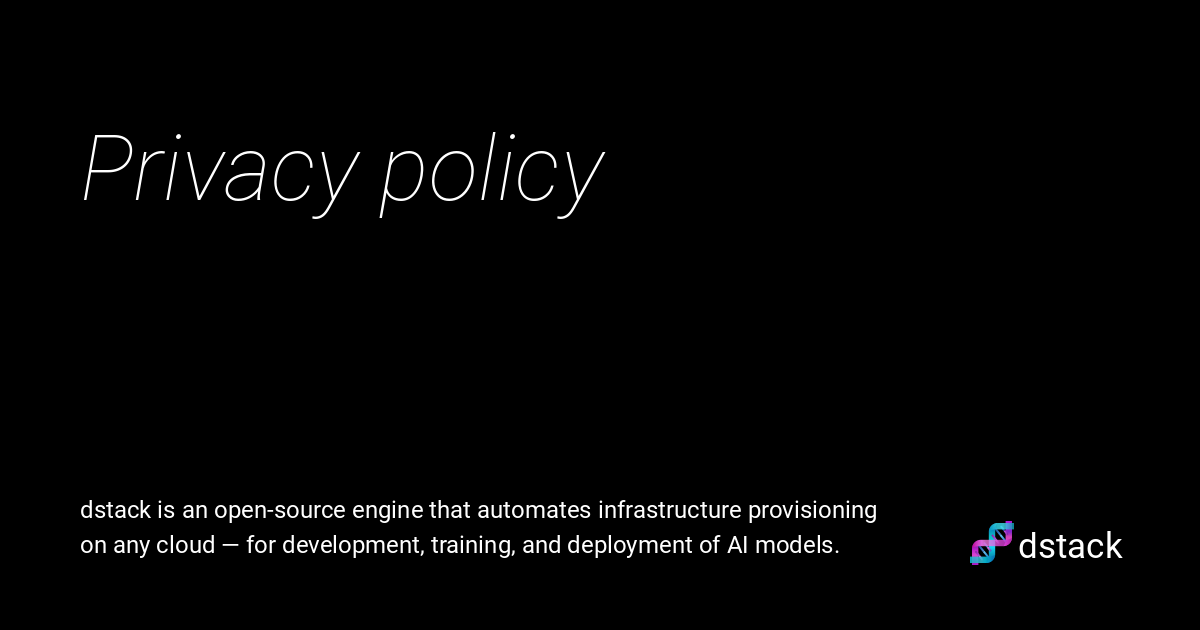 Privacy policy
dstack is an open-source engine that automates infrastructure provisioning
on any cloud — for development, training, and deployment of AI models.
dstack